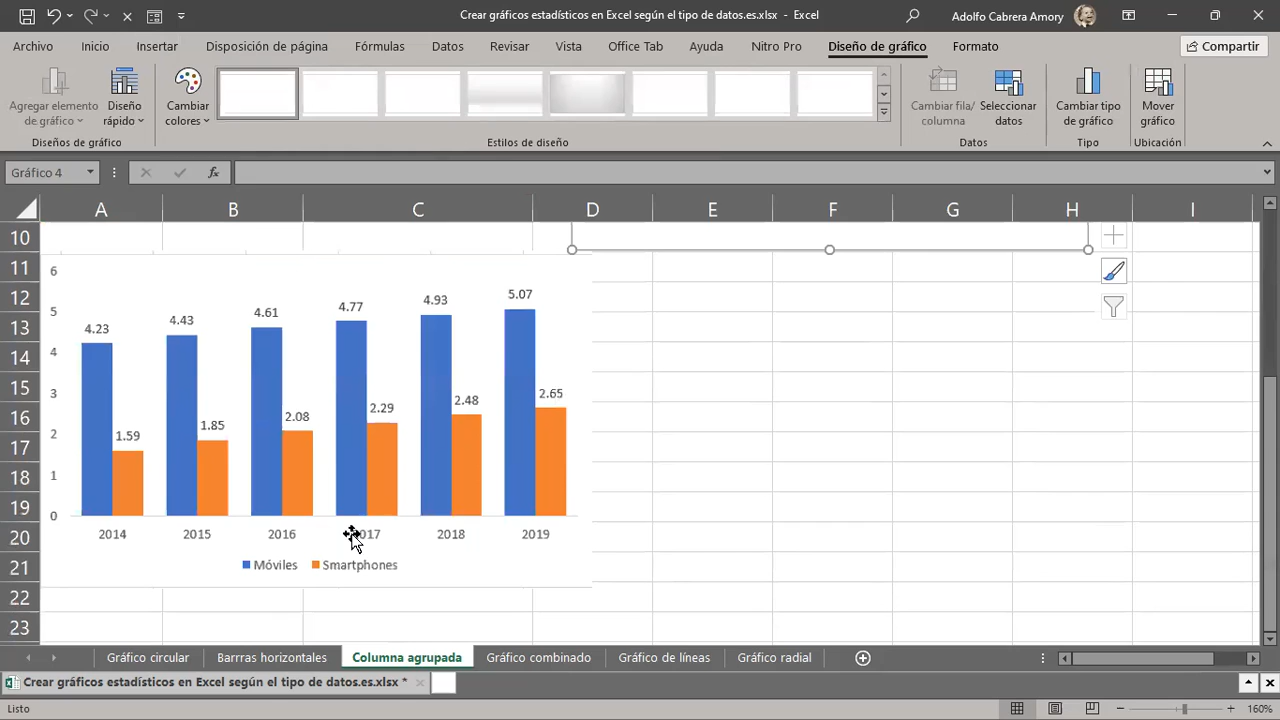 Crear gráficos estadísticos en Excel según el tipo de datos.es.xlsx - Excel
Adolfo Cabrera Amory
Archivo Inicio Insertar Disposición de página Fórmulas Datos Revisar Vista Office Tab Ayuda Nitro Pro Diseño de gráfico Formato
Compartir
Agregar elemento
de gráfico
Diseño
rápido
Cambiar
colores
Cambiar fila/
columna
Seleccionar
datos
Cambiar tipo
de gráfico
Mover
gráfico
Diseños de gráfico
Estilos de diseño
Datos
Tipo
Ubicación
Gráfico 4
fx
A B C D E F G H I
10
11
12
13
14
15
16
17
18
19
20
21
22
23
6
5
4
3
2
1
0
4.23 4.43 4.61 4.77 4.93 5.07
1.59 1.85 2.08 2.29 2.48 2.65
2014 2015 2016 2017 2018 2019
Móviles Smartphones
Gráfico circular Barrras horizontales Columna agrupada Gráfico combinado Gráfico de líneas Gráfico radial
Crear gráficos estadísticos en Excel según el tipo de datos.es.xlsx *
Listo
160%